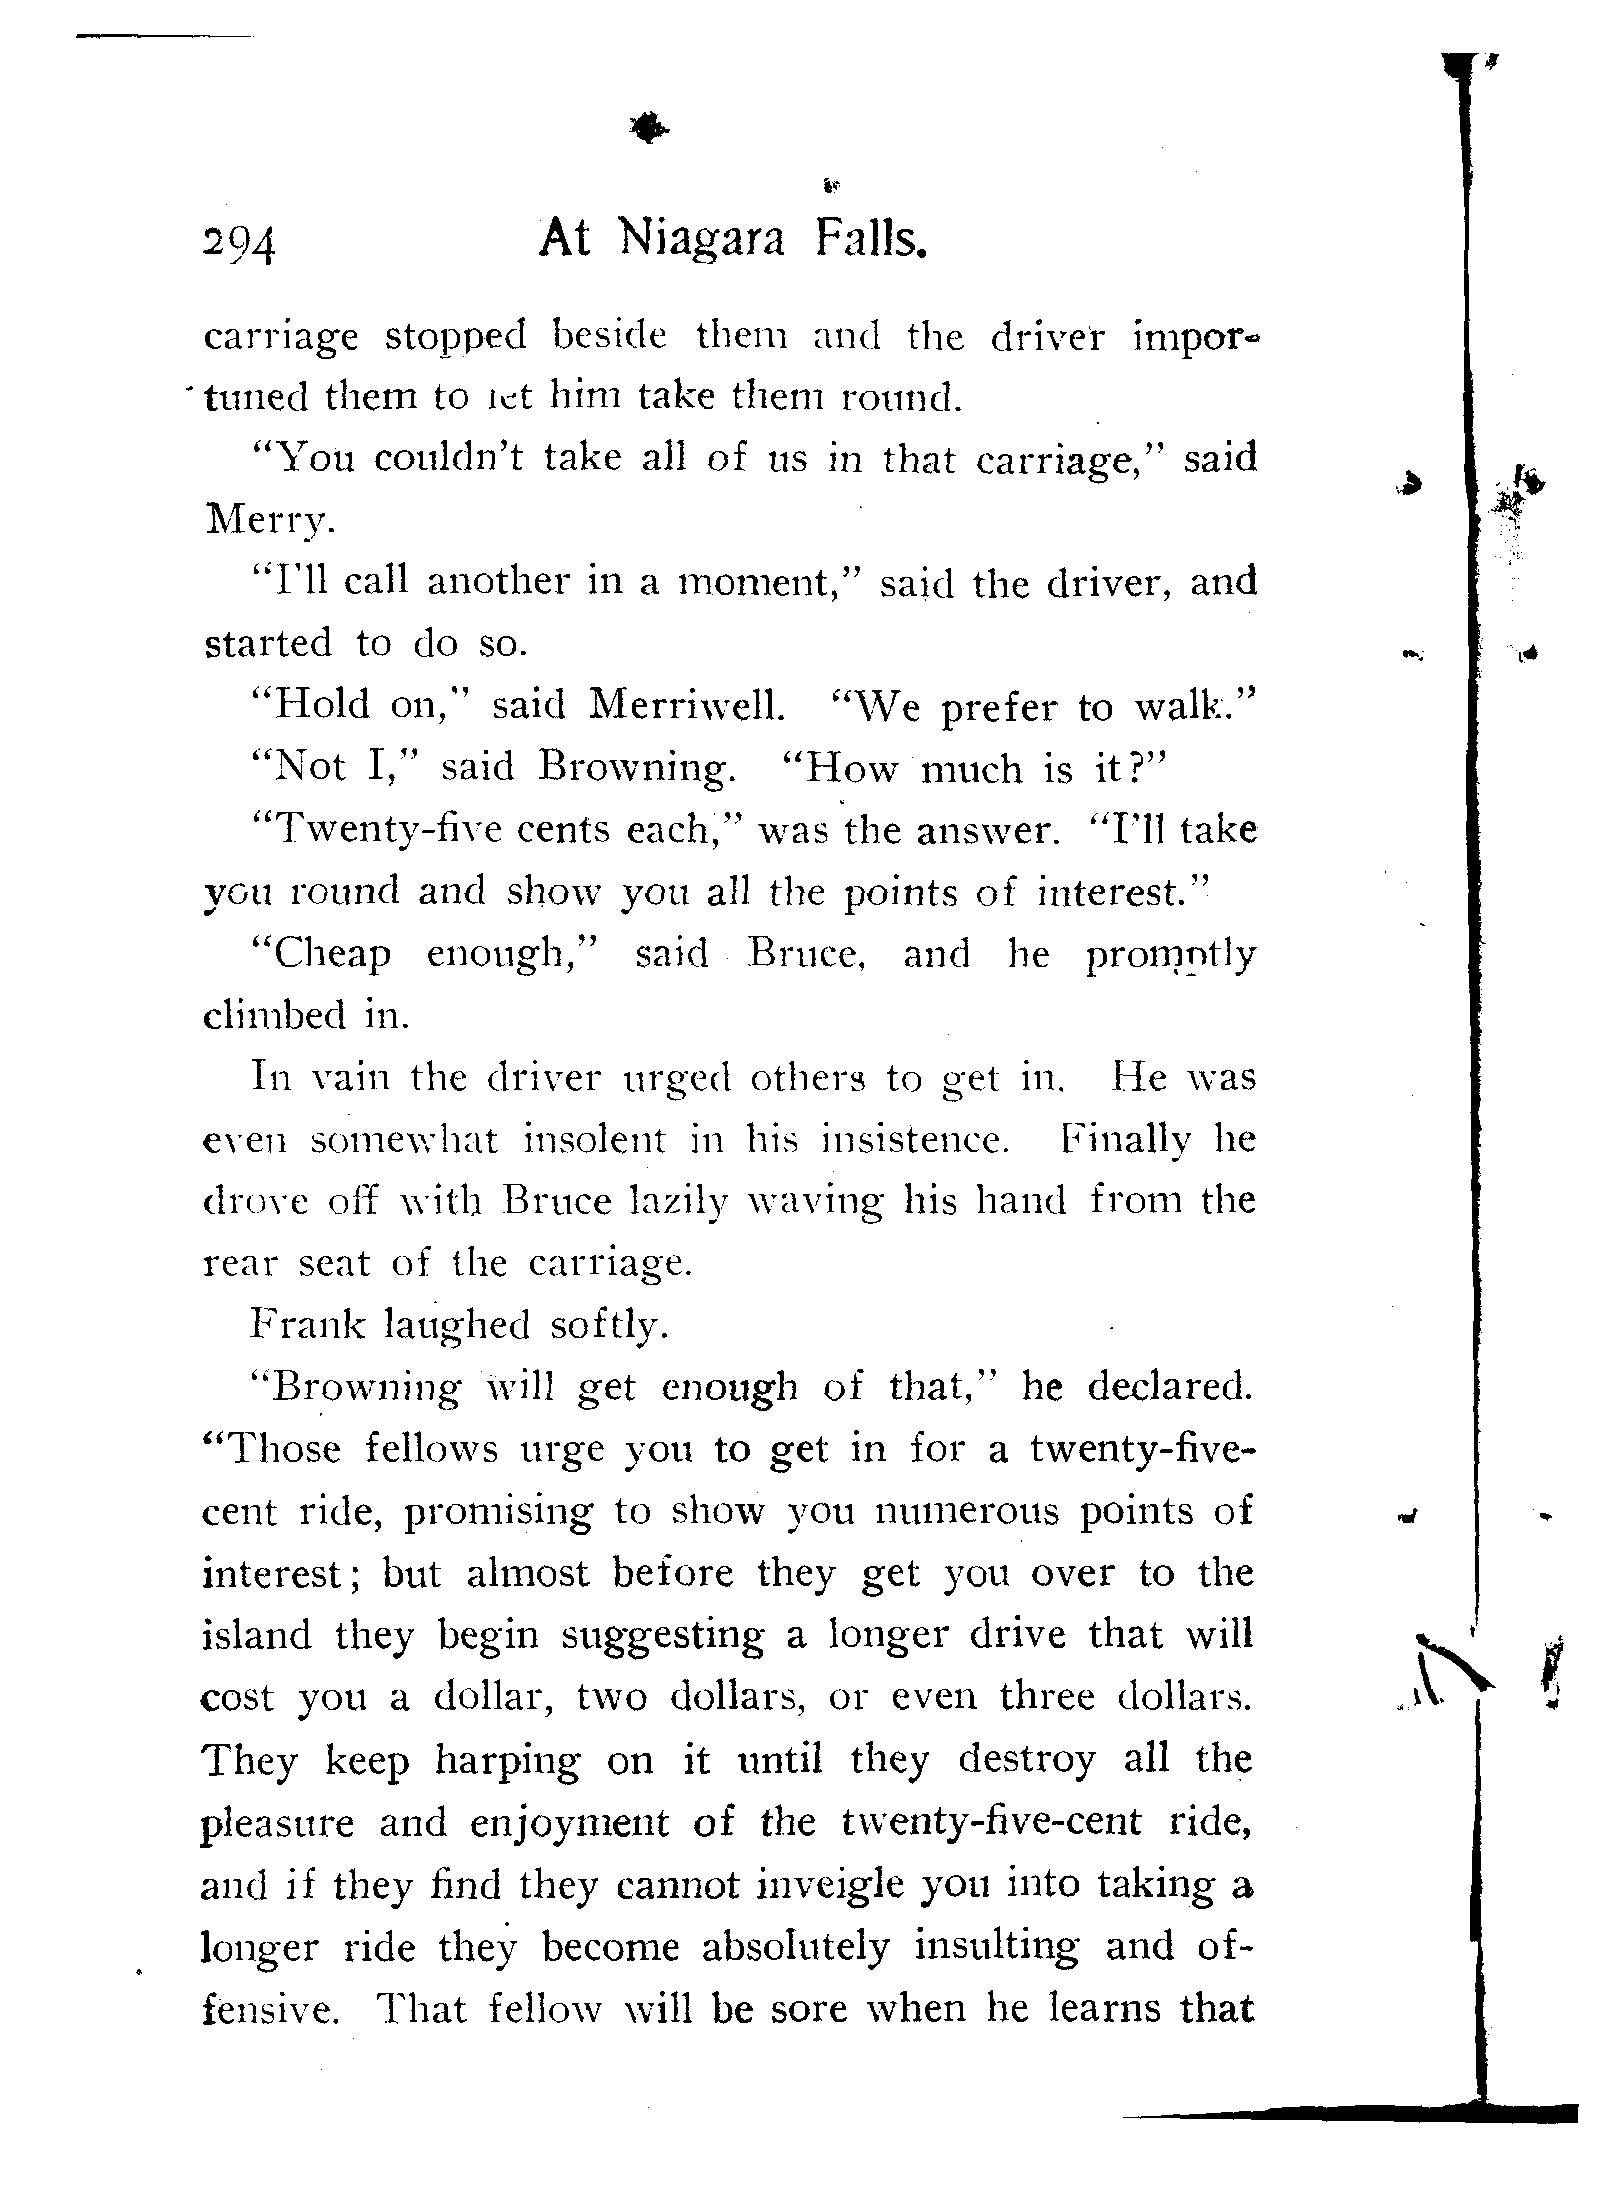 294 At Niagara Falls.
carriage stopped beside them and the driver impor-
tuned them to let him take them round.
"You couldn't take all of us in that carriage," said
Merry.
"I'll call another in a moment," said the driver, and
started to do so.
"Hold on," said Merriwell. "We prefer to walk."
"Not I," said Browning. "How much is it?"
"Twenty-five cents each," was the answer. "I'll take
you round and show you all the points of interest."
"Cheap enough," said Bruce, and he promptly
climbed in.
In vain the driver urged others to get in. He was
even somewhat insolent in his insistence. Finally he
drove off with Bruce lazily waving his hand from the
rear seat of the carriage.
Frank laughed softly.
"Browning will get enough of that," he declared.
"Those fellows urge you to get in for a twenty-five-
cent ride, promising to show you numerous points of
interest; but almost before they get you over to the
island they begin suggesting a longer drive that will
cost you a dollar, two dollars, or even three dollars.
They keep harping on it until they destroy all the
pleasure and enjoyment of the twenty-five-cent ride,
and if they find they cannot inveigle you into taking a
longer ride they become absolutely insulting and of-
fensive. That fellow will be sore when he learns that